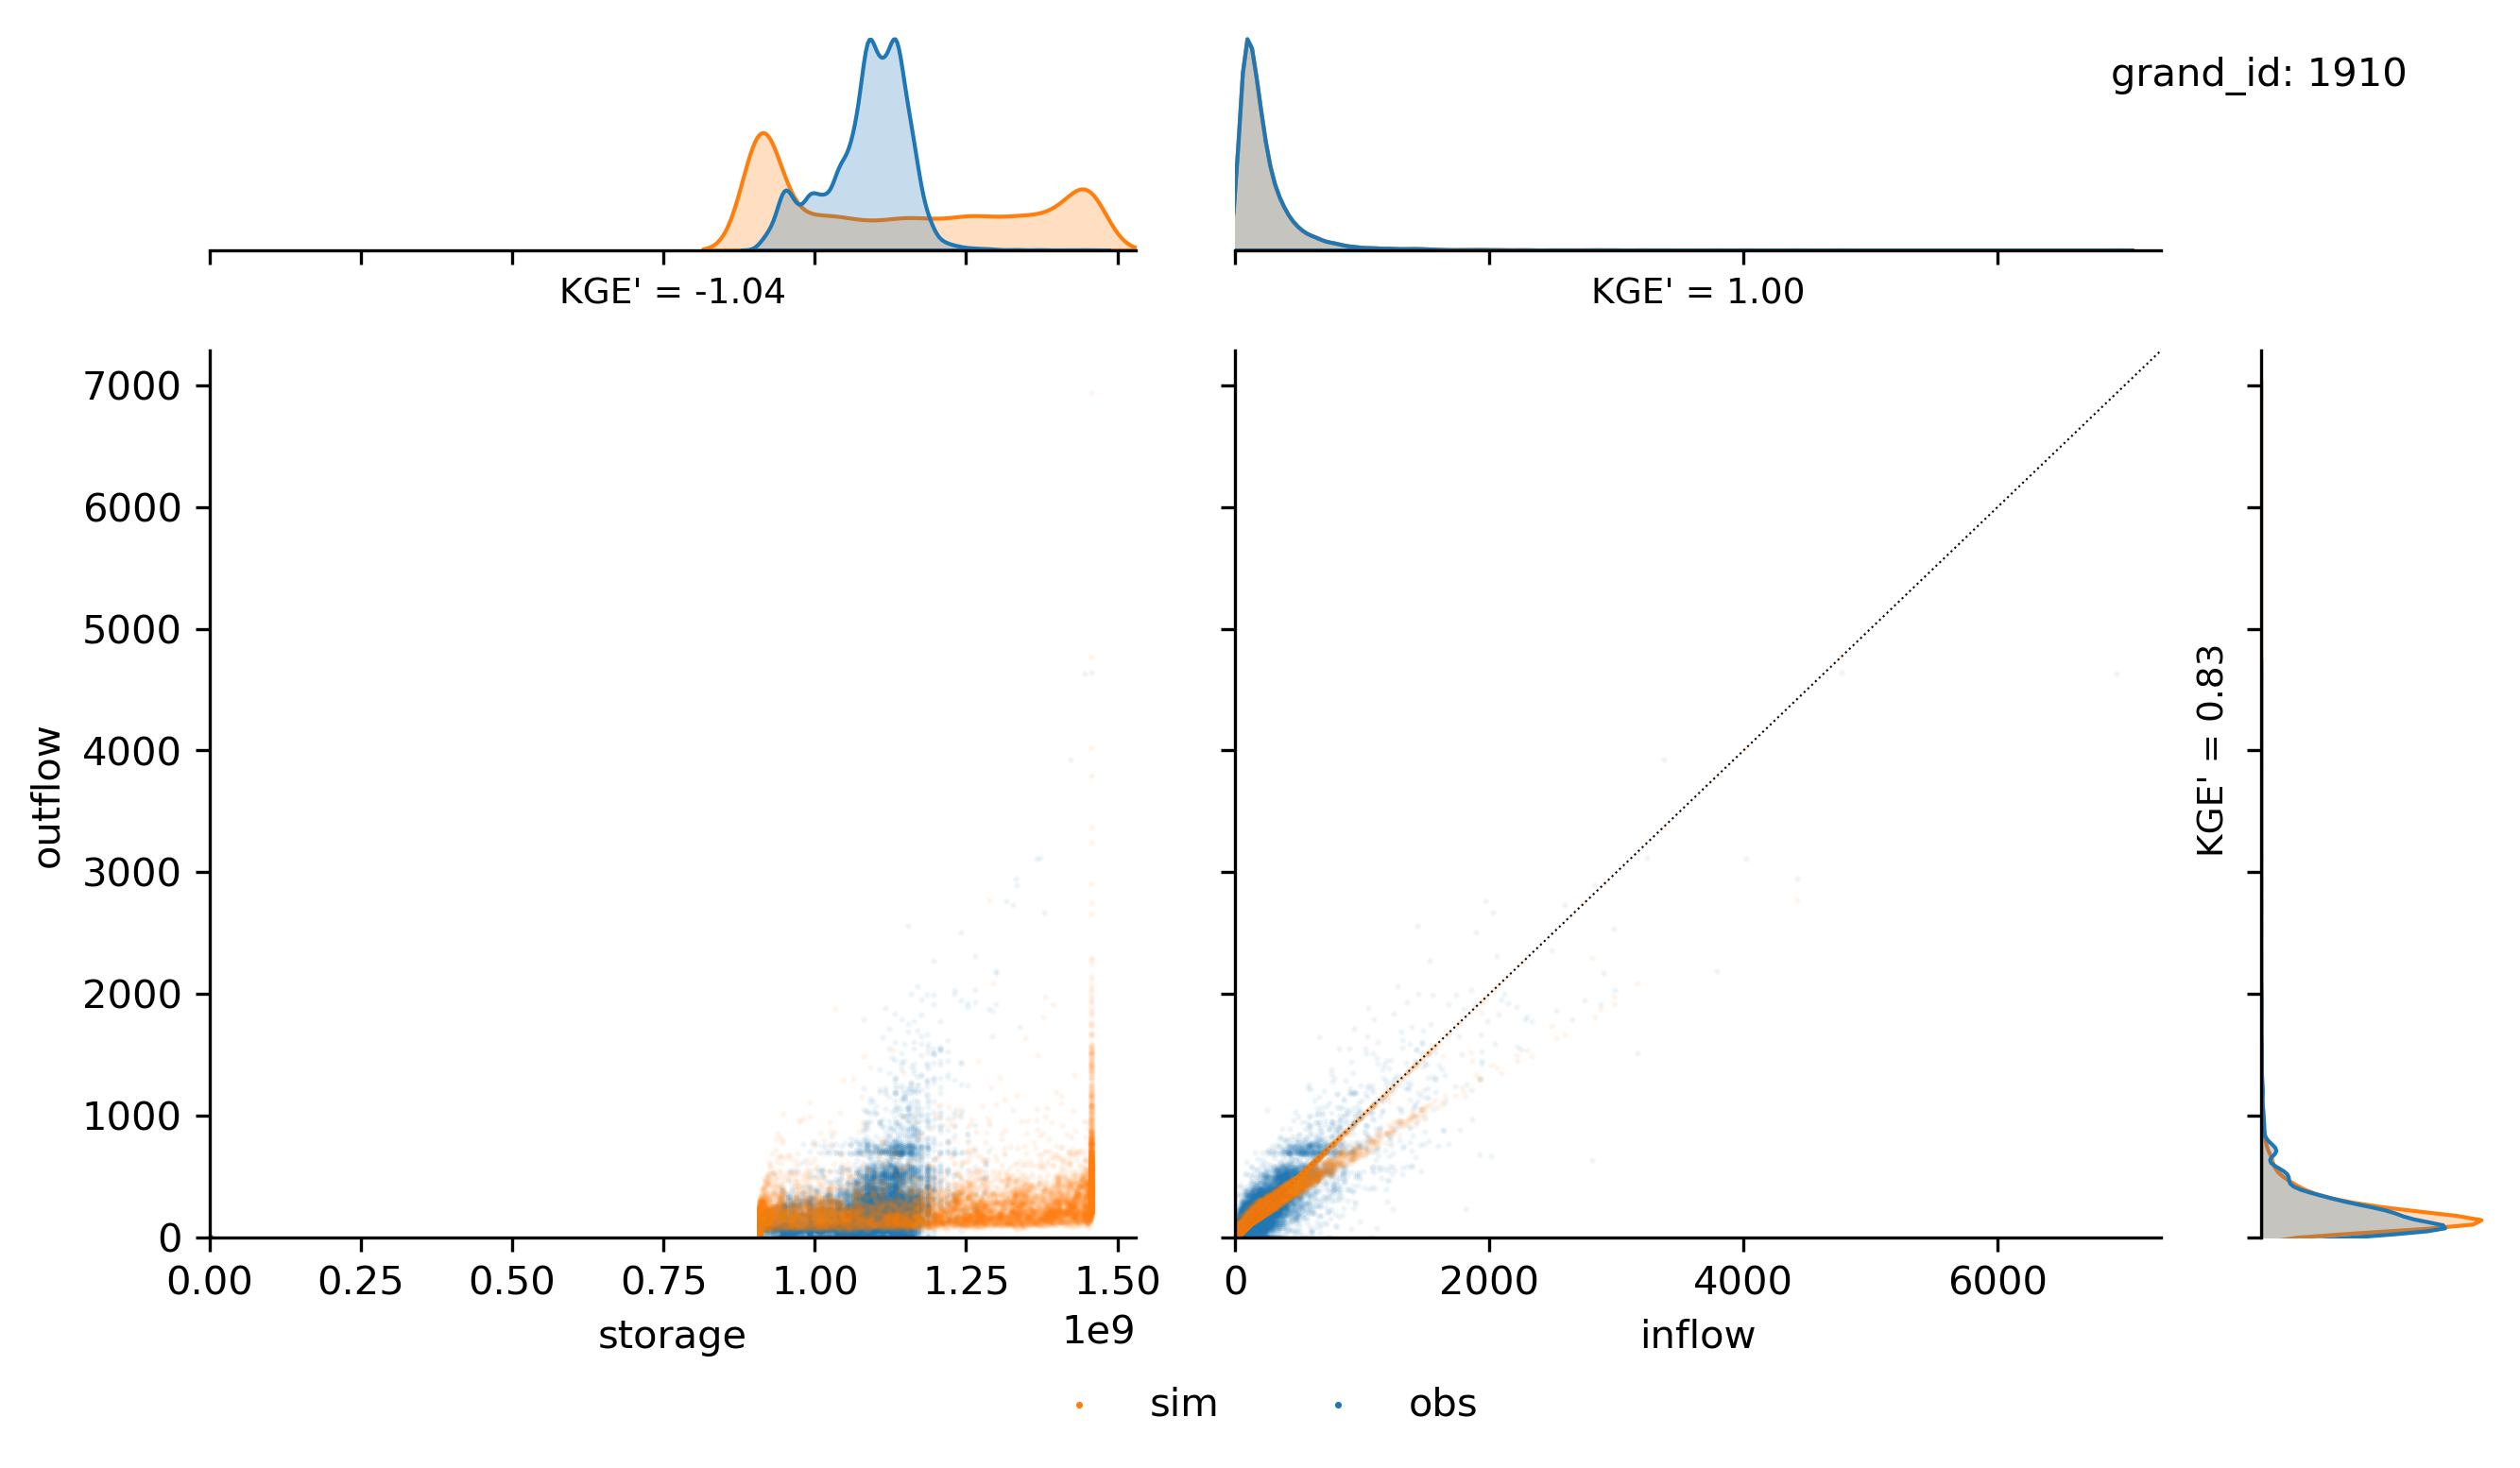 grand_id: 1910
KGE' = -1.04
KGE' = 1.00
7000
6000
5000
4000
3000
2000
1000
0
outflow
KGE' = 0.83
0.00 0.25 0.50 0.75 1.00 1.25 1.50
0 2000 4000 6000
storage
1e9
inflow
sim obs